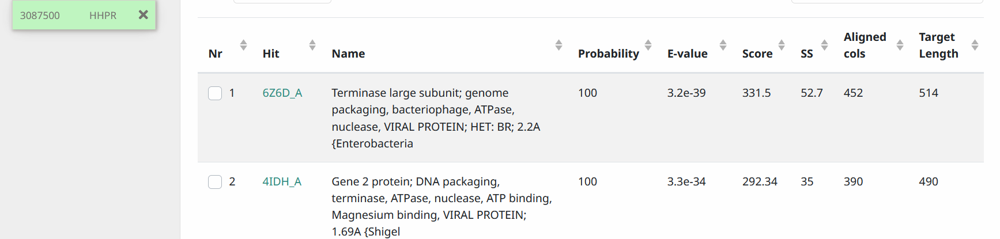 3087500 HHPR
Nr Hit Name Probability E-value Score SS Aligned cols Target Length
1 6Z6D_A Terminase large subunit; genome 100 3.2e-39 331.5 52.7 452 514
packaging, bacteriophage, ATPase,
nuclease, VIRAL PROTEIN; HET: BR; 2.2A
{Enterobacteria
2 4IDH_A Gene 2 protein; DNA packaging, 100 3.3e-34 292.34 35 390 490
terminase, ATPase, nuclease, ATP binding,
Magnesium binding, VIRAL PROTEIN;
1.69A {Shigel